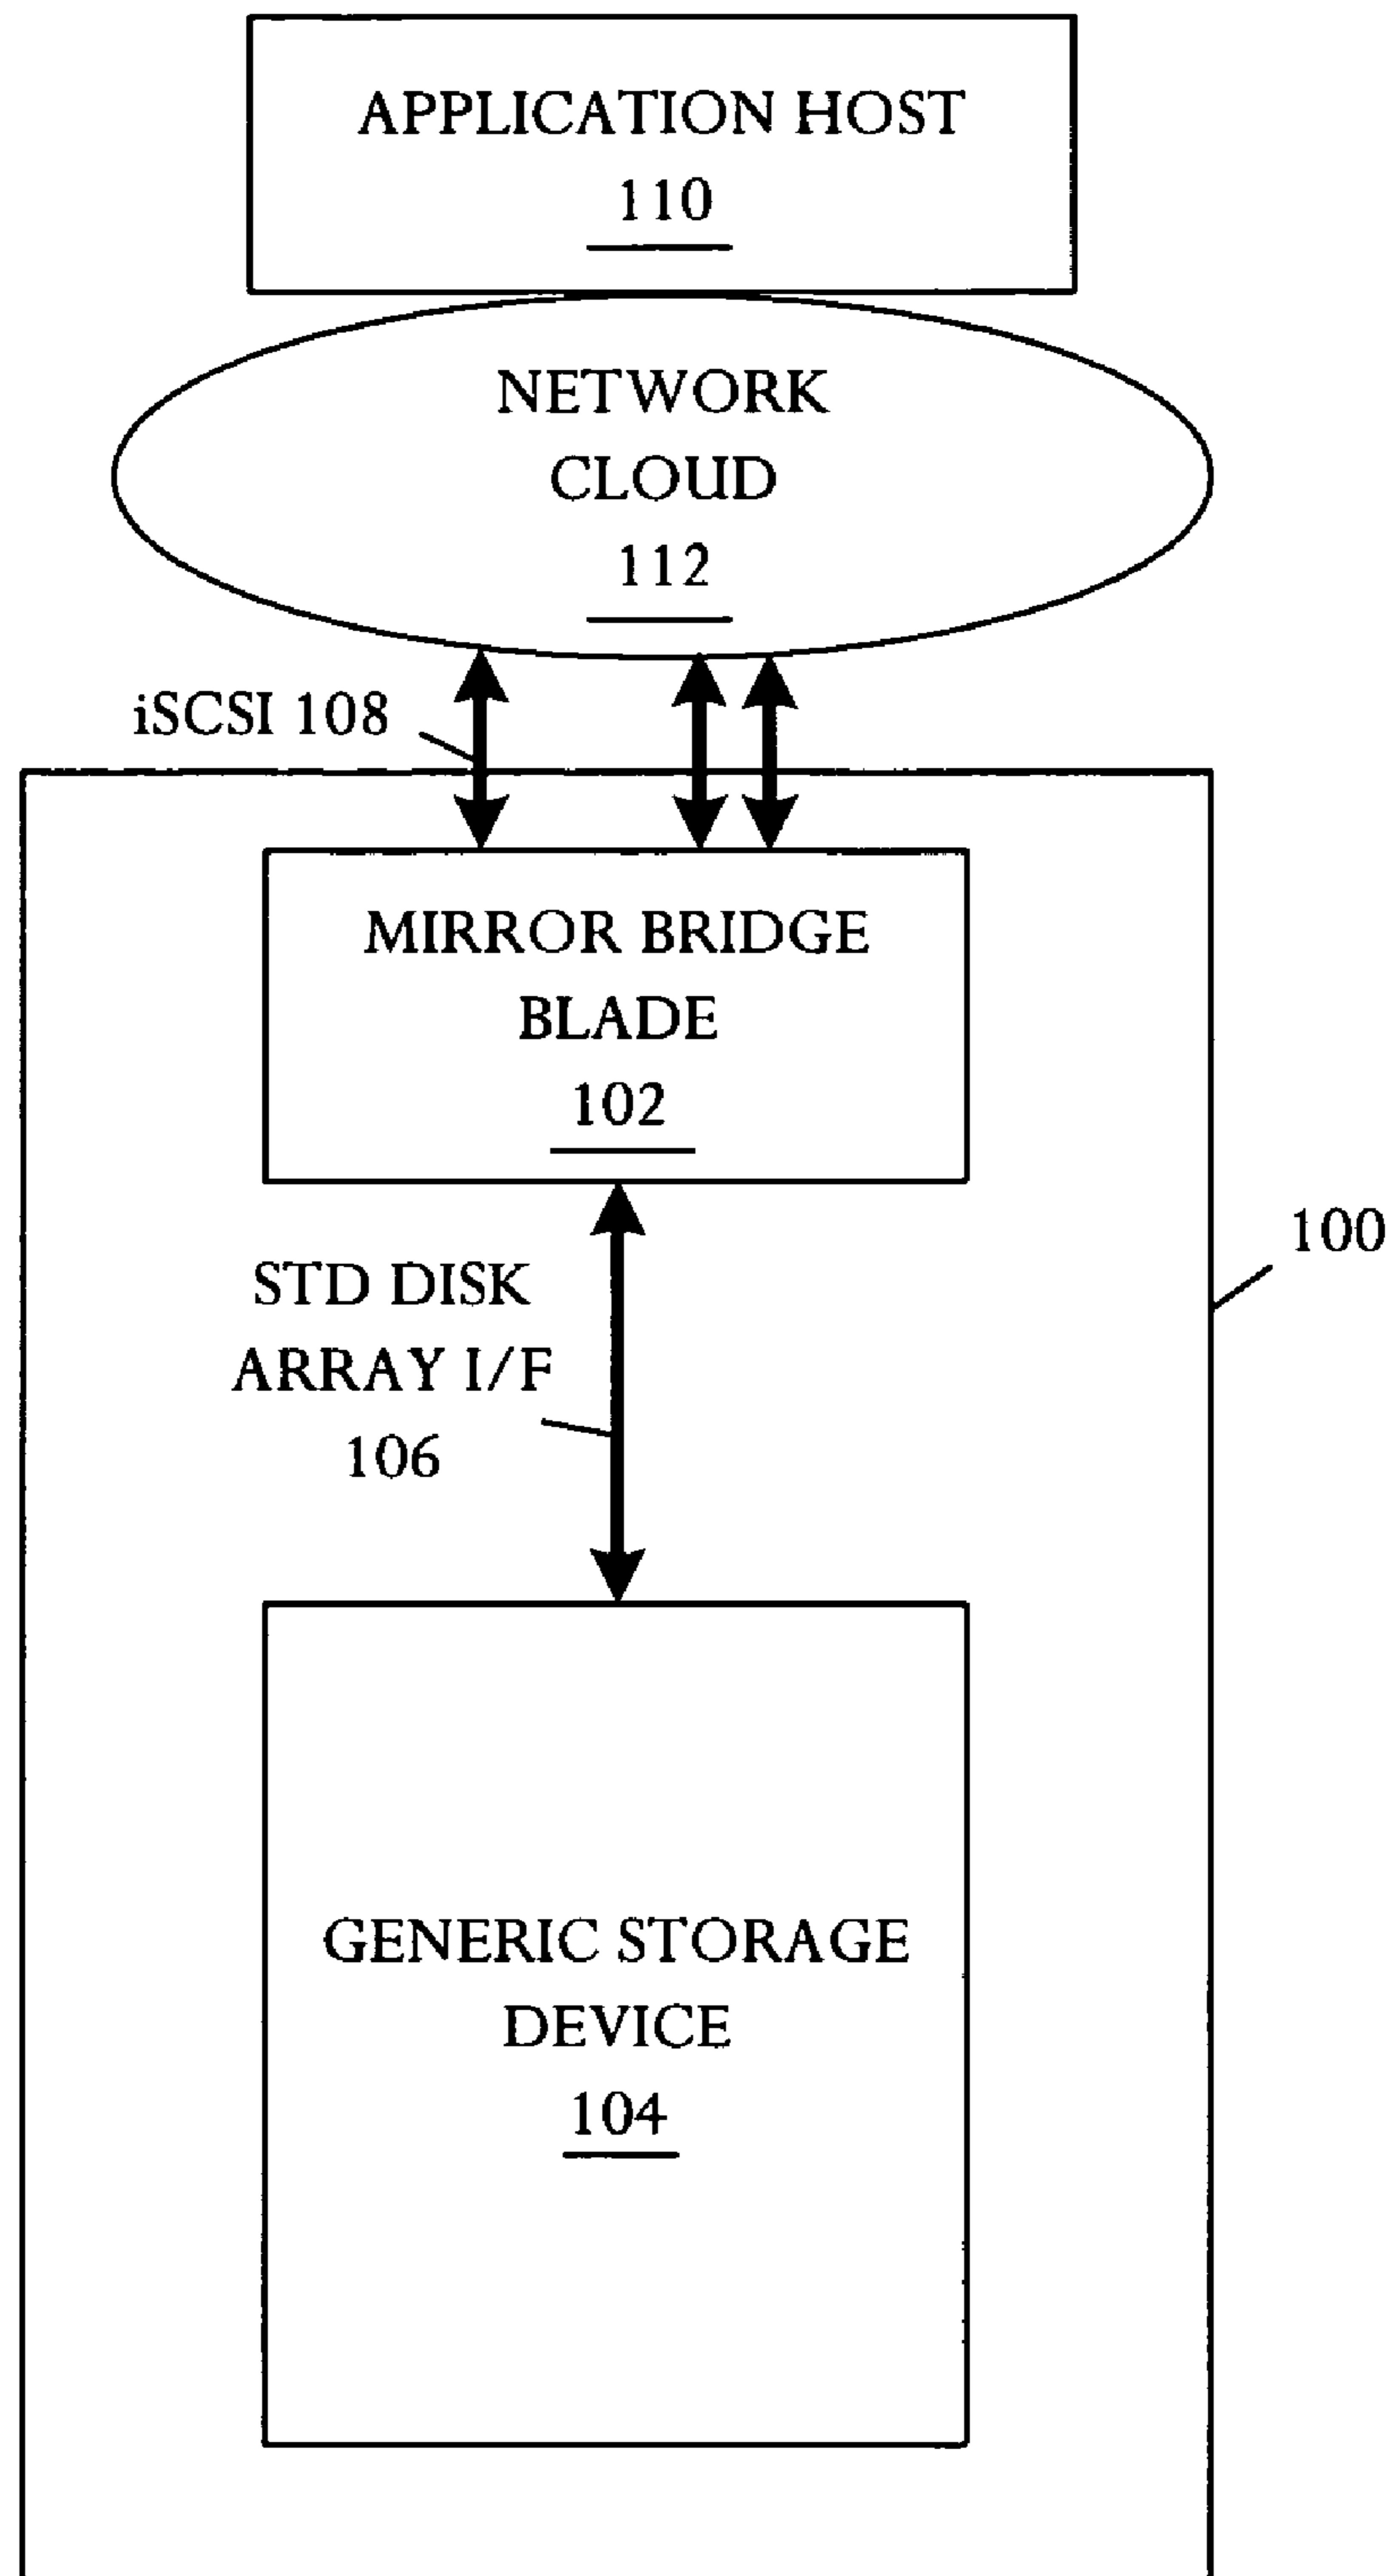 APPLICATION HOST
110
NETWORK
CLOUD
112
iSCSI 108
MIRROR BRIDGE
BLADE
102
100
STD DISK
ARRAY I/F
106
GENERIC STORAGE
DEVICE
104